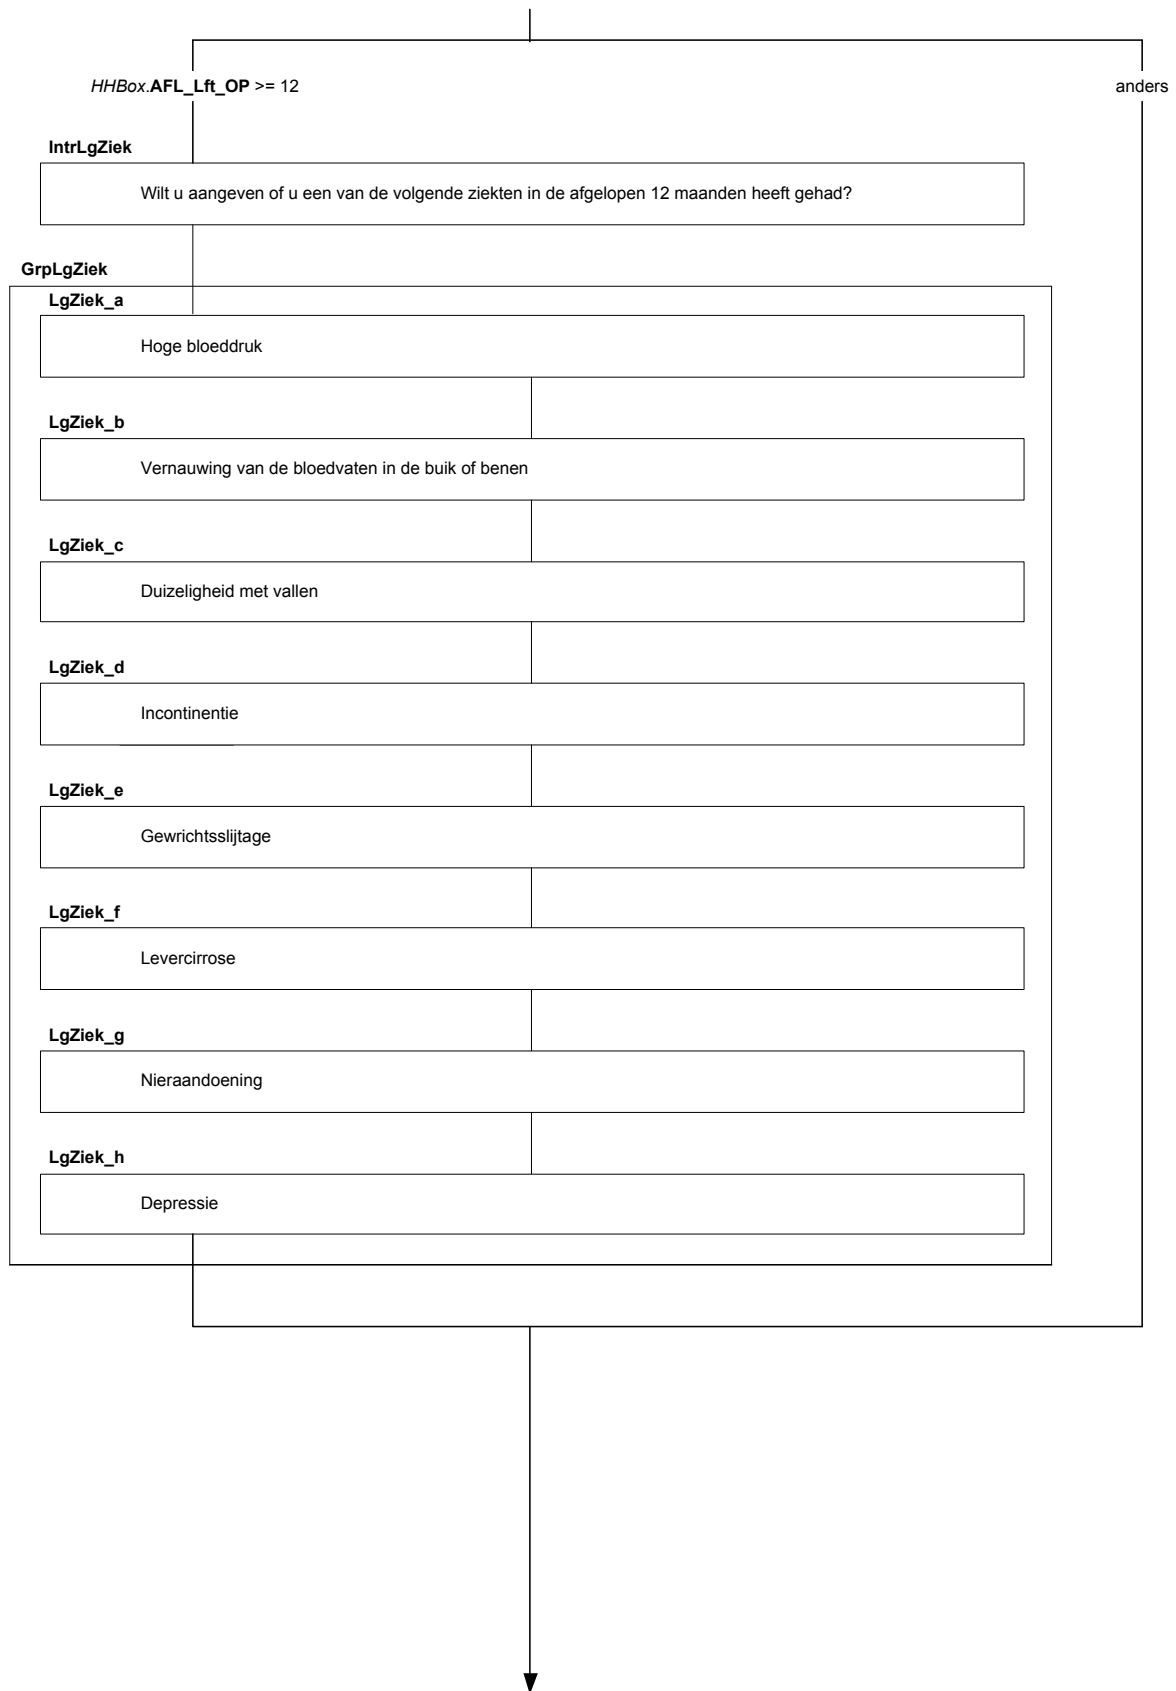 HHBox.AFL_Lft_OP >= 12
anders
IntrLgZiek
Wilt u aangeven of u een van de volgende ziekten in de afgelopen 12 maanden heeft gehad?
GrpLgZiek
LgZiek_a
Hoge bloeddruk
LgZiek_b
Vernauwing van de bloedvaten in de buik of benen
LgZiek_c
Duizeligheid met vallen
LgZiek_d
Incontinentie
LgZiek_e
Gewrichtsslijtage
LgZiek_f
Levercirrose
LgZiek_g
Nieraandoening
LgZiek_h
Depressie